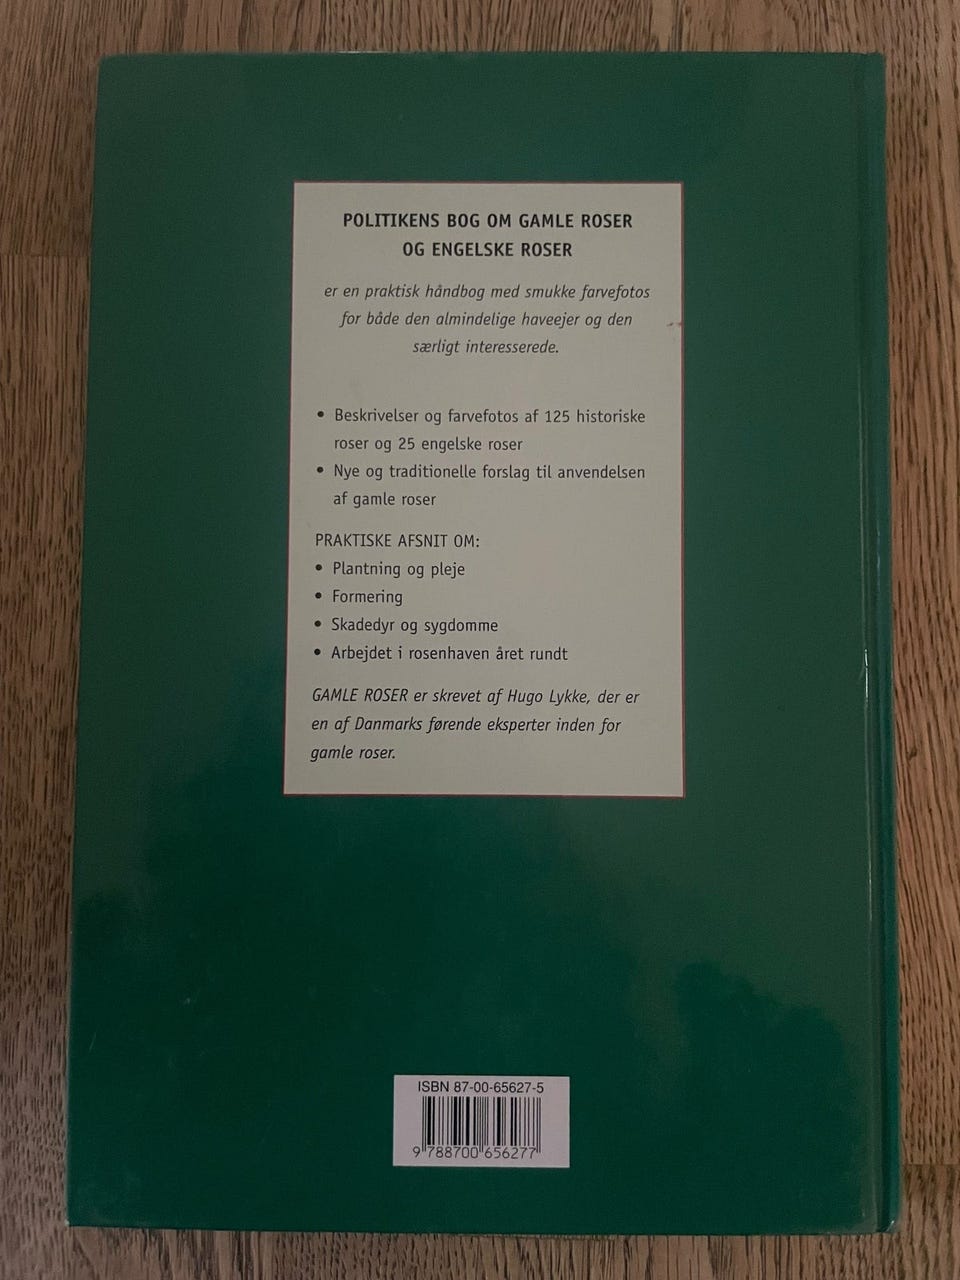 POLITIKENS BOG OM GAMLE ROSER
OG ENGELSKE ROSER
er en praktisk håndbog med smukke farvefotos
for både den almindelige haveejer og den
særligt interesserede.
• Beskrivelser og farvefotos af 125 historiske
roser og 25 engelske roser
• Nye og traditionelle forslag til anvendelsen
af gamle roser
PRAKTISKE AFSNIT OM:
• Plantning og pleje
• Formering
• Skadedyr og sygdomme
• Arbejdet i rosenhaven året rundt
GAMLE ROSER er skrevet af Hugo Lykke, der er
en af Danmarks førende eksperter inden for
gamle roser.
ISBN 87-00-65627-5
9 788700 656277